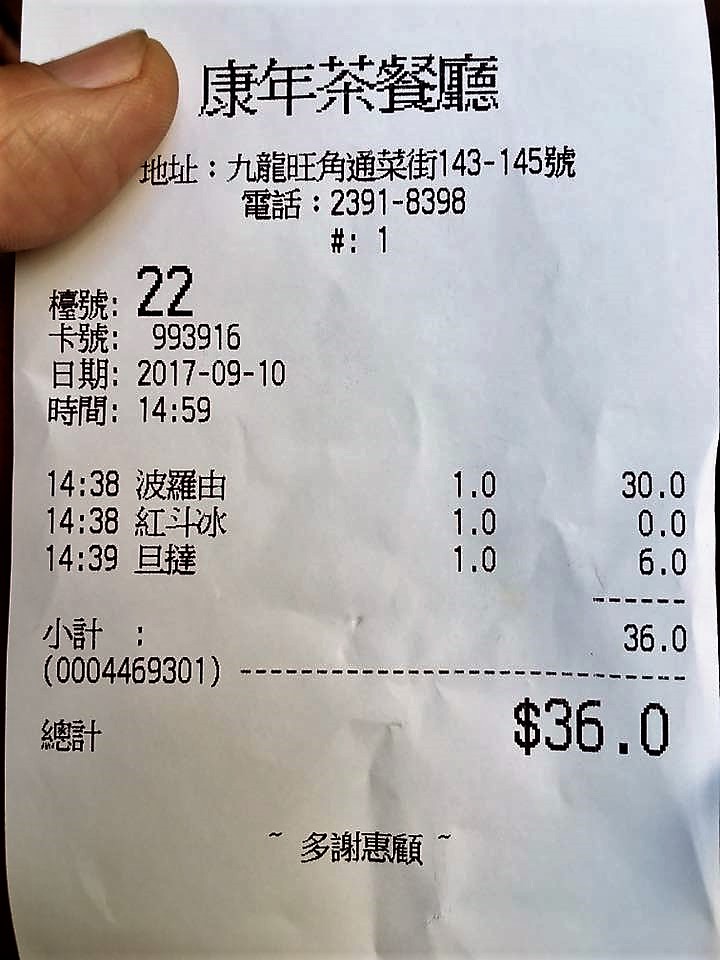 康年茶餐廳
地址：九龍旺角通菜街143-145號
電話：2391-8398
#: 1
檯號: 22
卡號: 993916
日期: 2017-09-10
時間: 14:59
14:38 波羅由 1.0 30.0
14:38 紅斗冰 1.0 0.0
14:39 旦撻 1.0 6.0
------
小計 : 36.0
(0004469301) ------------------------------
總計 $36.0
~ 多謝惠顧 ~